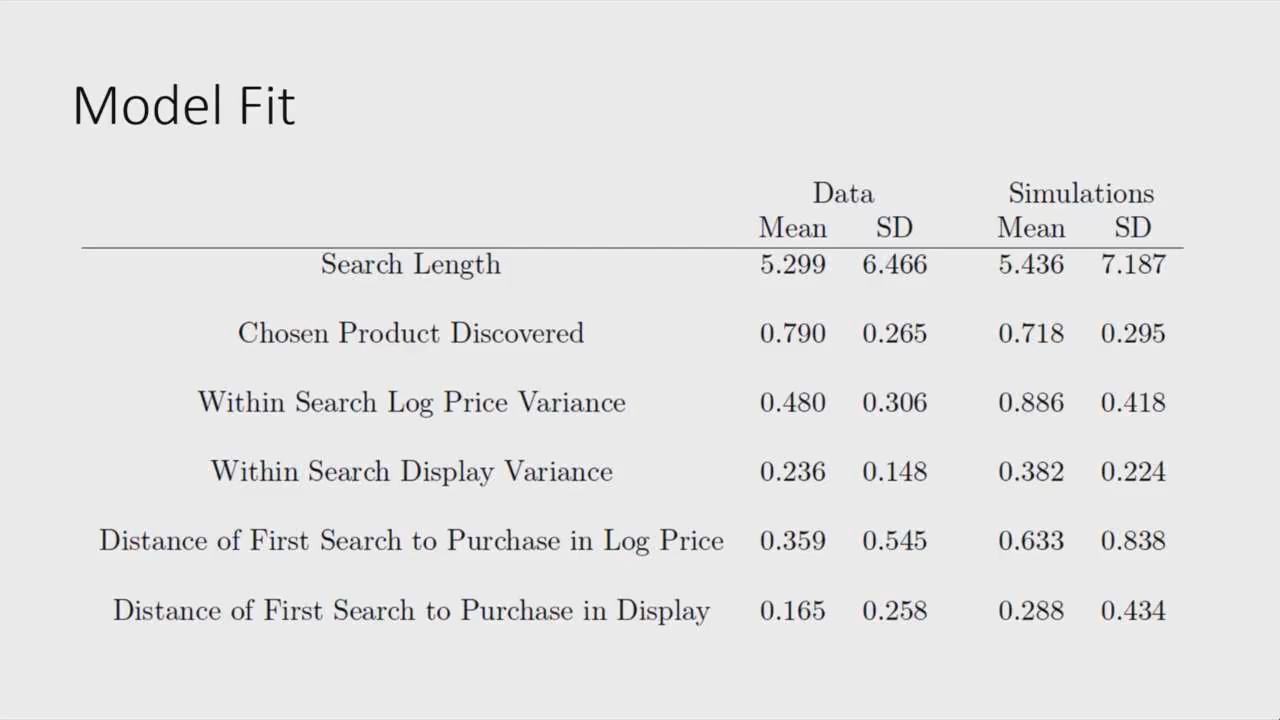 Model Fit
Data Simulations
Mean SD Mean SD
Search Length 5.299 6.466 5.436 7.187
Chosen Product Discovered 0.790 0.265 0.718 0.295
Within Search Log Price Variance 0.480 0.306 0.886 0.418
Within Search Display Variance 0.236 0.148 0.382 0.224
Distance of First Search to Purchase in Log Price 0.359 0.545 0.633 0.838
Distance of First Search to Purchase in Display 0.165 0.258 0.288 0.434